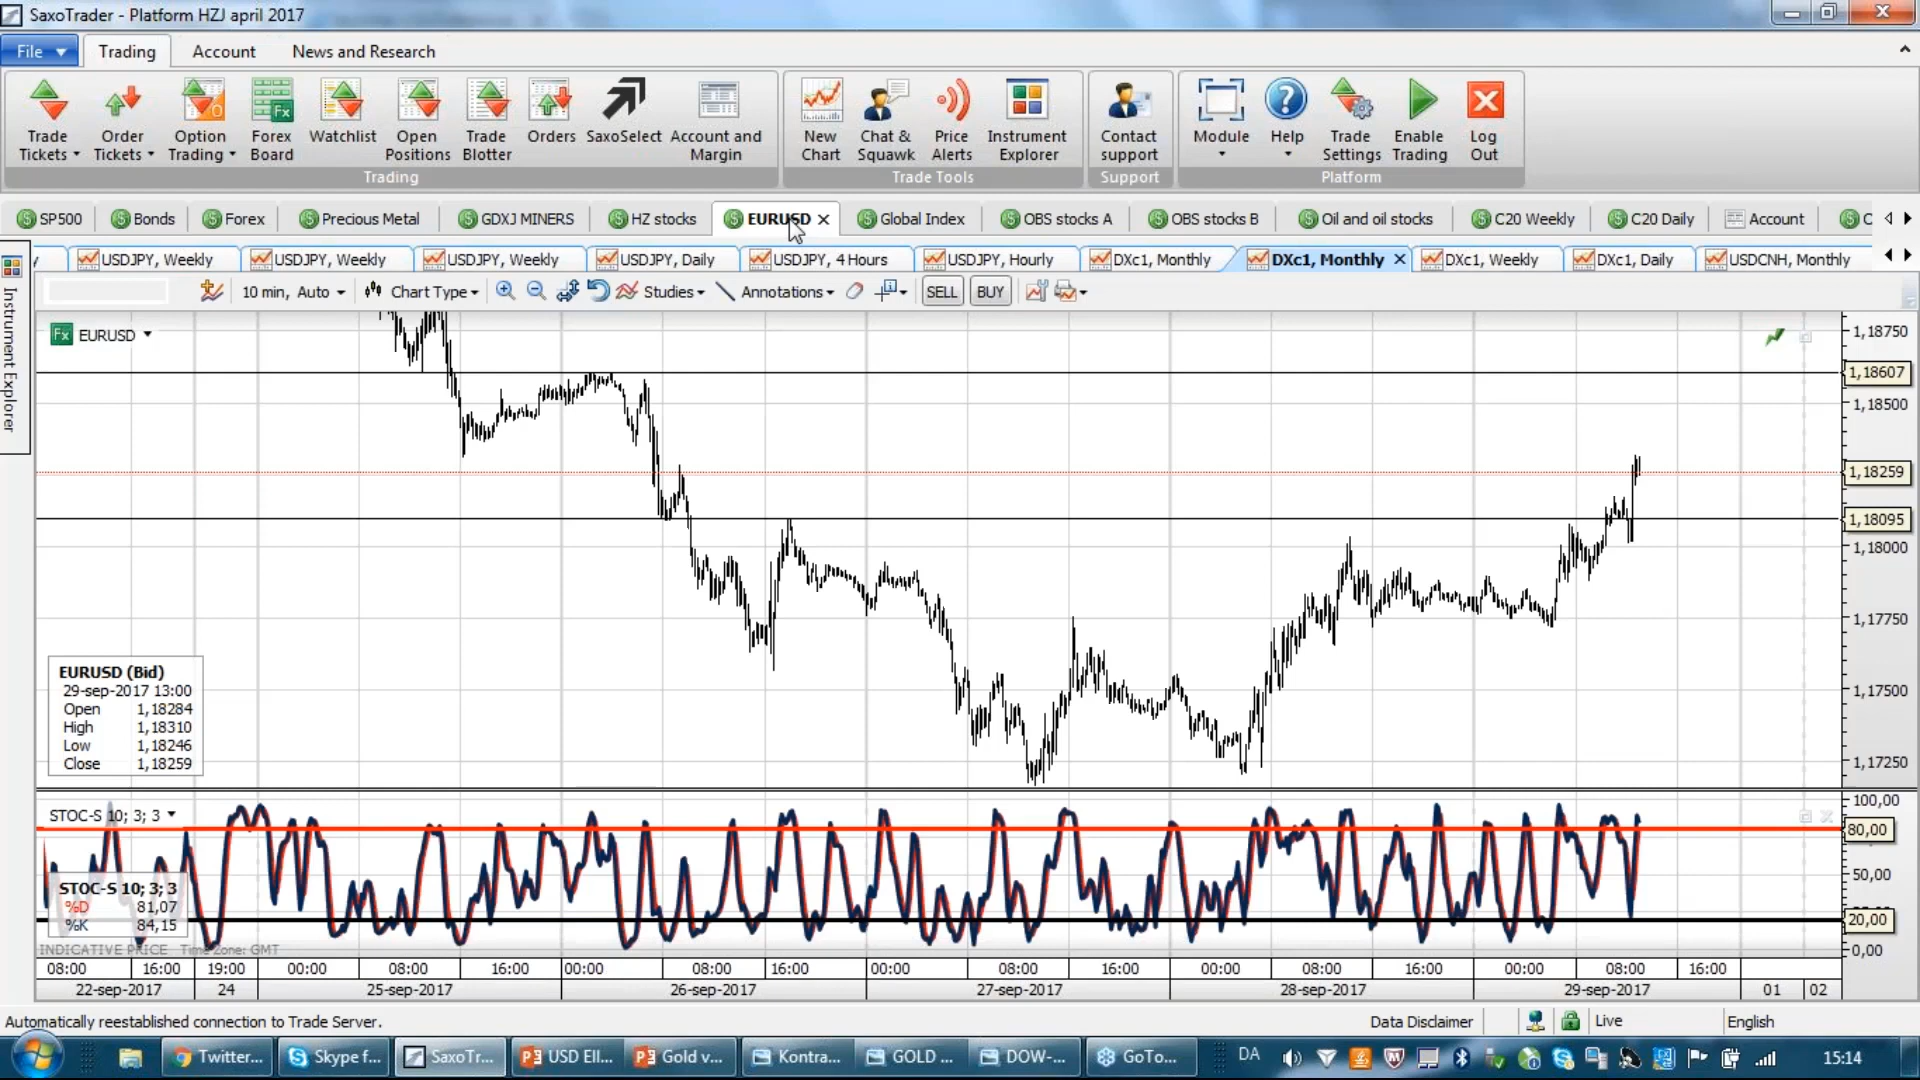 SaxoTrader - Platform HZJ april 2017
File Trading Account News and Research
Trade Tickets
Order Tickets
Option Trading
Forex Board
Watchlist
Open Positions
Trade Blotter
Orders
SaxoSelect
Account and Margin
Trading
New Chart
Chat & Squawk
Price Alerts
Instrument Explorer
Trade Tools
Contact support
Support
Module
Help
Trade Settings
Enable Trading
Log Out
Platform
SP500 Bonds Forex Precious Metal GDXJ MINERS HZ stocks EURUSD Global Index OBS stocks A OBS stocks B Oil and oil stocks C20 Weekly C20 Daily Account
USDJPY, Weekly USDJPY, Weekly USDJPY, Weekly USDJPY, Daily USDJPY, 4 Hours USDJPY, Hourly DXc1, Monthly DXc1, Monthly DXc1, Weekly DXc1, Daily USDCNH, Monthly
10 min, Auto Chart Type Studies Annotations SELL BUY
Instrument Explorer
Fx EURUSD
1,18750
1,18607
1,18500
1,18259
1,18095
1,18000
1,17750
1,17500
1,17250
EURUSD (Bid)
29-sep-2017 13:00
Open 1,18284
High 1,18310
Low 1,18246
Close 1,18259
STOC-S 10; 3; 3
100,00
80,00
50,00
20,00
0,00
STOC-S 10; 3; 3
%D 81,07
%K 84,15
INDICATIVE PRICE Time Zone: GMT
08:00 16:00 19:00 00:00 08:00 16:00 00:00 08:00 16:00 00:00 08:00 16:00 00:00 08:00 16:00 00:00 08:00 16:00
22-sep-2017 24 25-sep-2017 26-sep-2017 27-sep-2017 28-sep-2017 29-sep-2017 01 02
Automatically reestablished connection to Trade Server. Data Disclaimer Live English
Twitter... Skype f... SaxoTr... USD Ell... Gold v... Kontra... GOLD ... DOW-... GoTo... DA 15:14